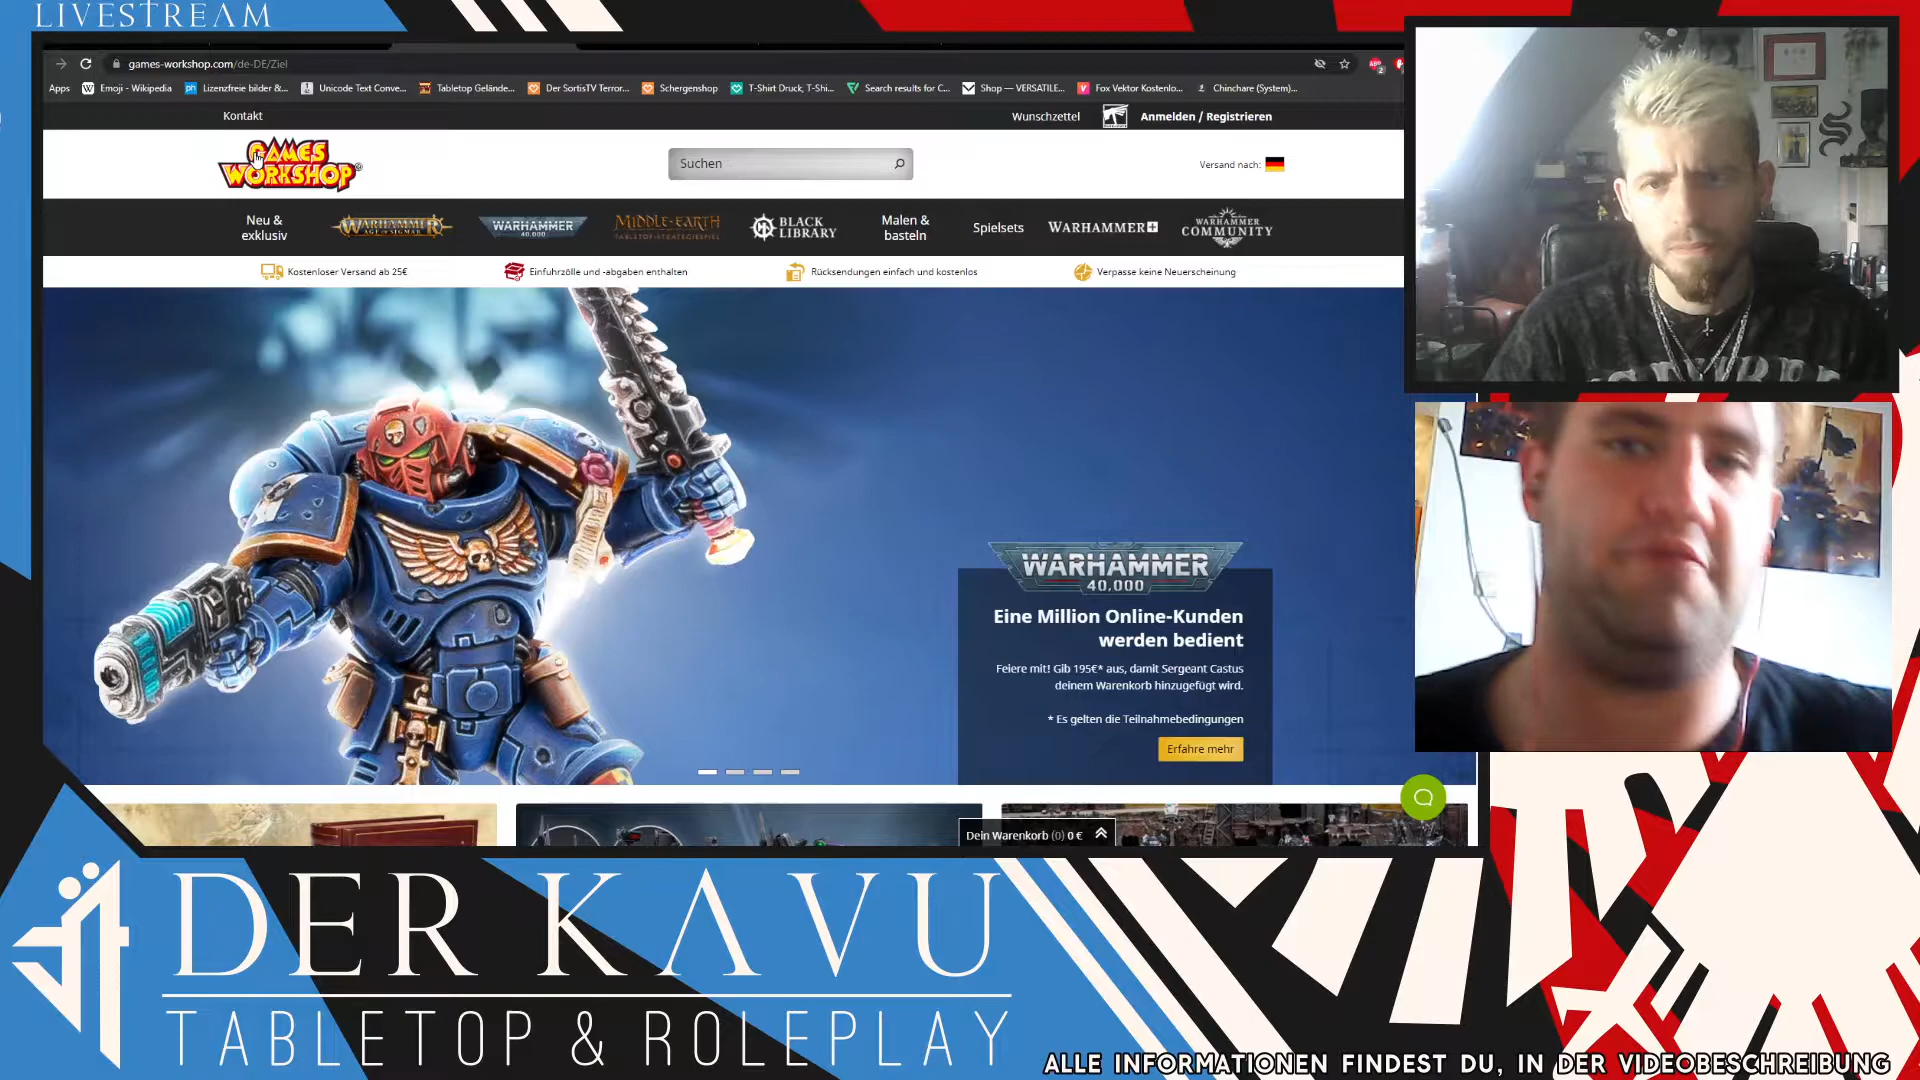 LIVESTREAM
games-workshop.com/de-DE/Ziel
Apps
Emoji - Wikipedia
Lizenzfreie bilder &...
Unicode Text Conve...
Tabletop Gelände...
Der SortisTV Terror...
Schergenshop
T-Shirt Druck, T-Shi...
Search results for C...
Shop — VERSATILE...
Fox Vektor Kostenlo...
Chinchare (System)...
Kontakt
Wunschzettel
Anmelden / Registrieren
GAMES
WORKSHOP
Suchen
Versand nach:
Neu &
exklusiv
WARHAMMER
AGE OF SIGMAR
WARHAMMER
40,000
MIDDLE-EARTH
TABLETOP-STRATEGIESPIEL
BLACK
LIBRARY
Malen &
basteln
Spielsets
WARHAMMER+
WARHAMMER
COMMUNITY
Kostenloser Versand ab 25€
Einfuhrzölle und -abgaben enthalten
Rücksendungen einfach und kostenlos
Verpasse keine Neuerscheinung
WARHAMMER
40,000
Eine Million Online-Kunden
werden bedient
Feiere mit! Gib 195€* aus, damit Sergeant Castus
deinem Warenkorb hinzugefügt wird.
* Es gelten die Teilnahmebedingungen
Erfahre mehr
Dein Warenkorb (0) 0 €
DER KAVU
TABLETOP & ROLEPLAY
ALLE INFORMATIONEN FINDEST DU, IN DER VIDEOBESCHREIBUNG